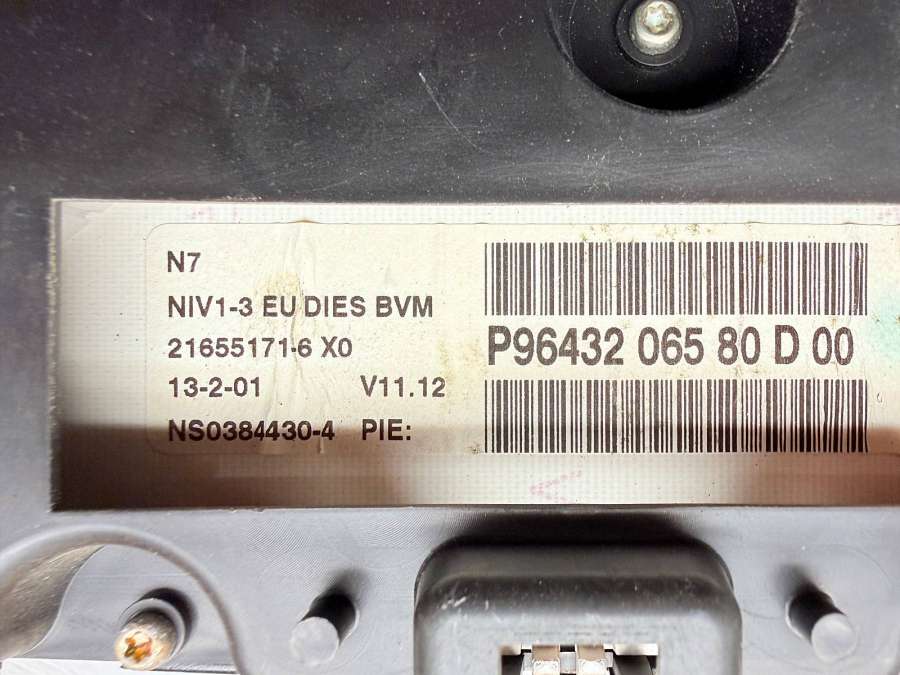 N7
NIV1-3 EU DIES BVM
21655171-6 X0
13-2-01 V11.12
NS0384430-4 PIE:
P96432 065 80 D 00